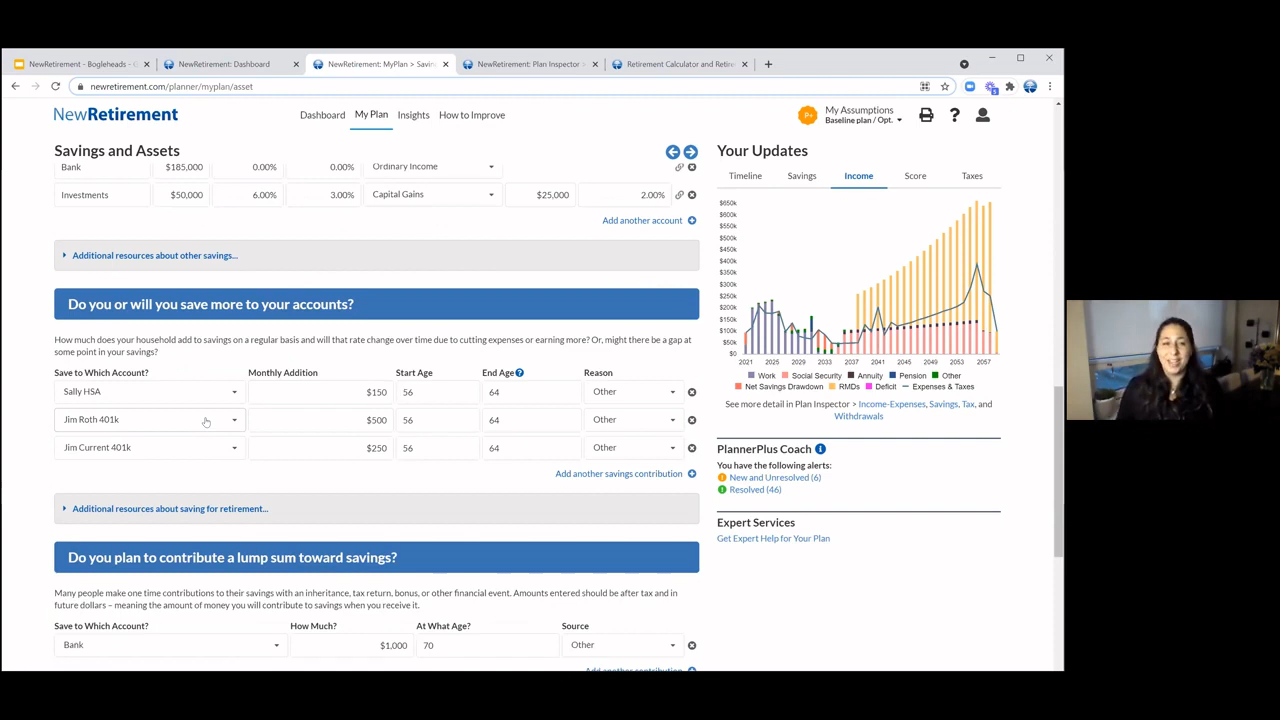 NewRetirement - Bogleheads -
NewRetirement: Dashboard
NewRetirement: MyPlan > Savin
NewRetirement: Plan Inspector >
Retirement Calculator and Retire
newretirement.com/planner/myplan/asset
NewRetirement
Dashboard
My Plan
Insights
How to Improve
P+
My Assumptions
Baseline plan / Opt.
?
Savings and Assets
Bank $185,000 0.00% 0.00% Ordinary Income
Investments $50,000 6.00% 3.00% Capital Gains $25,000 2.00%
Add another account
Additional resources about other savings...
Do you or will you save more to your accounts?
How much does your household add to savings on a regular basis and will that rate change over time due to cutting expenses or earning more? Or, might there be a gap at
some point in your savings?
Save to Which Account? Monthly Addition Start Age End Age? Reason
Sally HSA $150 56 64 Other
Jim Roth 401k $500 56 64 Other
Jim Current 401k $250 56 64 Other
Add another savings contribution
Additional resources about saving for retirement...
Do you plan to contribute a lump sum toward savings?
Many people make one time contributions to their savings with an inheritance, tax return, bonus, or other financial event. Amounts entered should be after tax and in
future dollars – meaning the amount of money you will contribute to savings when you receive it.
Save to Which Account? How Much? At What Age? Source
Bank $1,000 70 Other
Your Updates
Timeline Savings Income Score Taxes
$650k
$600k
$550k
$500k
$450k
$400k
$350k
$300k
$250k
$200k
$150k
$100k
$50k
$0
2021 2025 2029 2033 2037 2041 2045 2049 2053 2057
Work Social Security Annuity Pension Other
Net Savings Drawdown RMDs Deficit Expenses & Taxes
See more detail in Plan Inspector > Income-Expenses, Savings, Tax, and
Withdrawals
PlannerPlus Coach
You have the following alerts:
New and Unresolved (6)
Resolved (46)
Expert Services
Get Expert Help for Your Plan